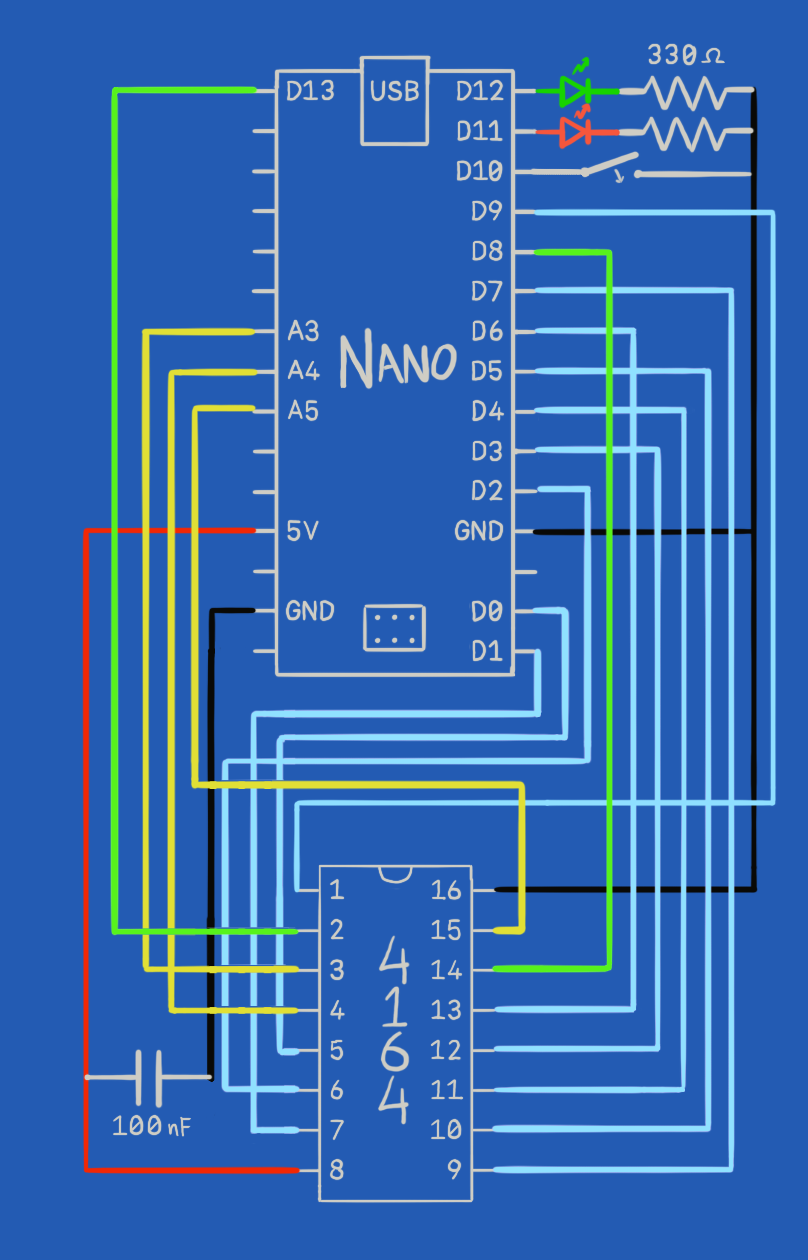 330Ω
D13 USB D12
D11
D10
D9
D8
D7
A3 D6
A4 NANO D5
A5 D4
D3
D2
5V GND
GND D0
D1
1 16
2 15
3 4 14
4 1 13
5 6 12
6 4 11
100nF
7 10
8 9